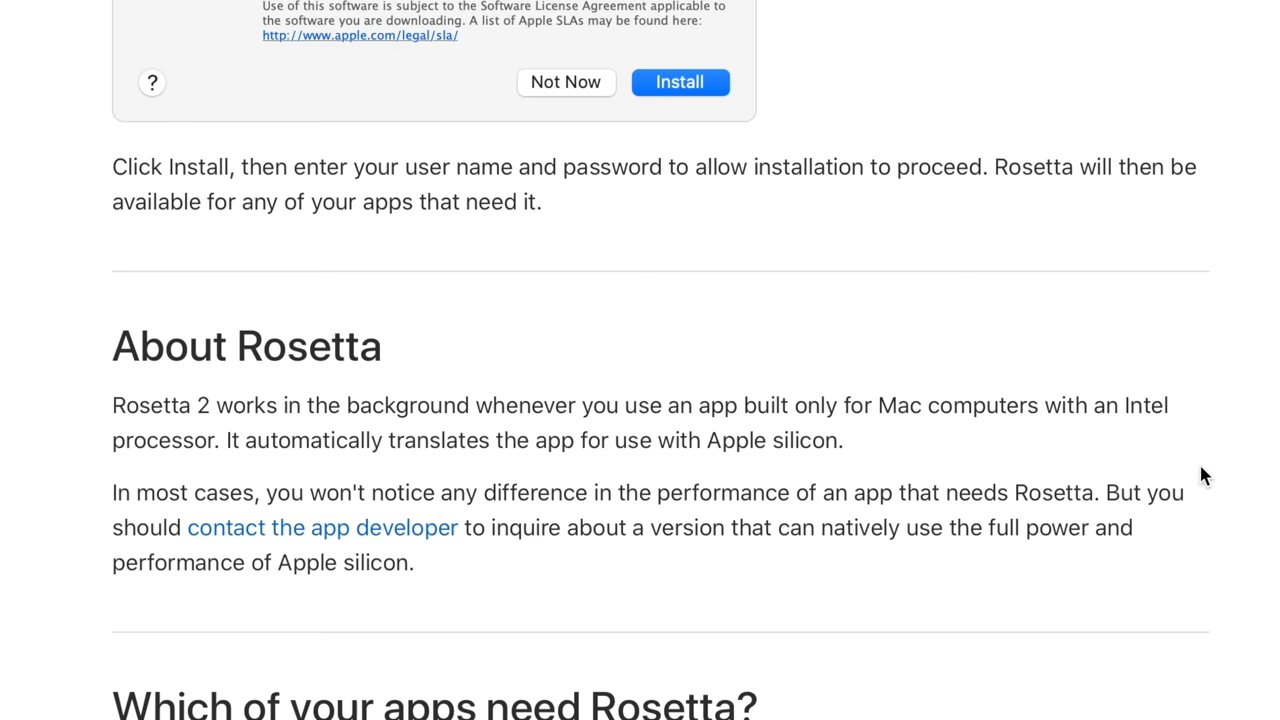 Use of this software is subject to the Software License Agreement applicable to
the software you are downloading. A list of Apple SLAs may be found here:
http://www.apple.com/legal/sla/
?
Not Now
Install
Click Install, then enter your user name and password to allow installation to proceed. Rosetta will then be
available for any of your apps that need it.
About Rosetta
Rosetta 2 works in the background whenever you use an app built only for Mac computers with an Intel
processor. It automatically translates the app for use with Apple silicon.
In most cases, you won't notice any difference in the performance of an app that needs Rosetta. But you
should contact the app developer to inquire about a version that can natively use the full power and
performance of Apple silicon.
Which of your apps need Rosetta?